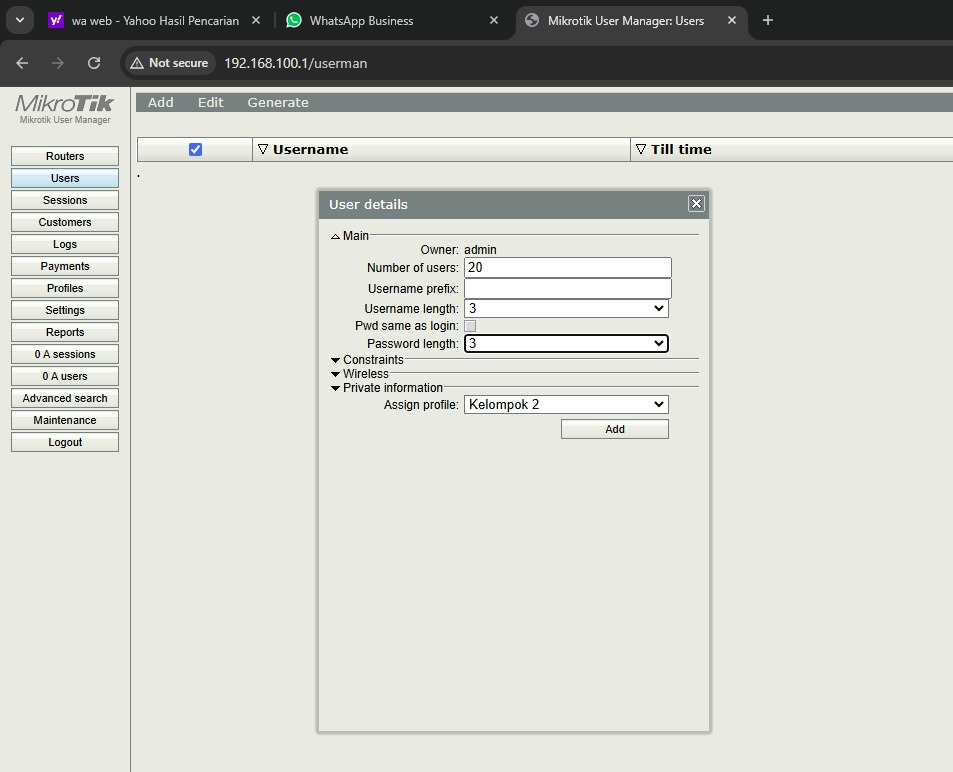 wa web - Yahoo Hasil Pencarian
WhatsApp Business
Mikrotik User Manager: Users
Not secure
192.168.100.1/userman
MikroTik
Mikrotik User Manager
Routers
Users
Sessions
Customers
Logs
Payments
Profiles
Settings
Reports
0 A sessions
0 A users
Advanced search
Maintenance
Logout
Add Edit Generate
Username Till time
User details
Main
Owner: admin
Number of users: 20
Username prefix:
Username length: 3
Pwd same as login:
Password length: 3
Constraints
Wireless
Private information
Assign profile: Kelompok 2
Add